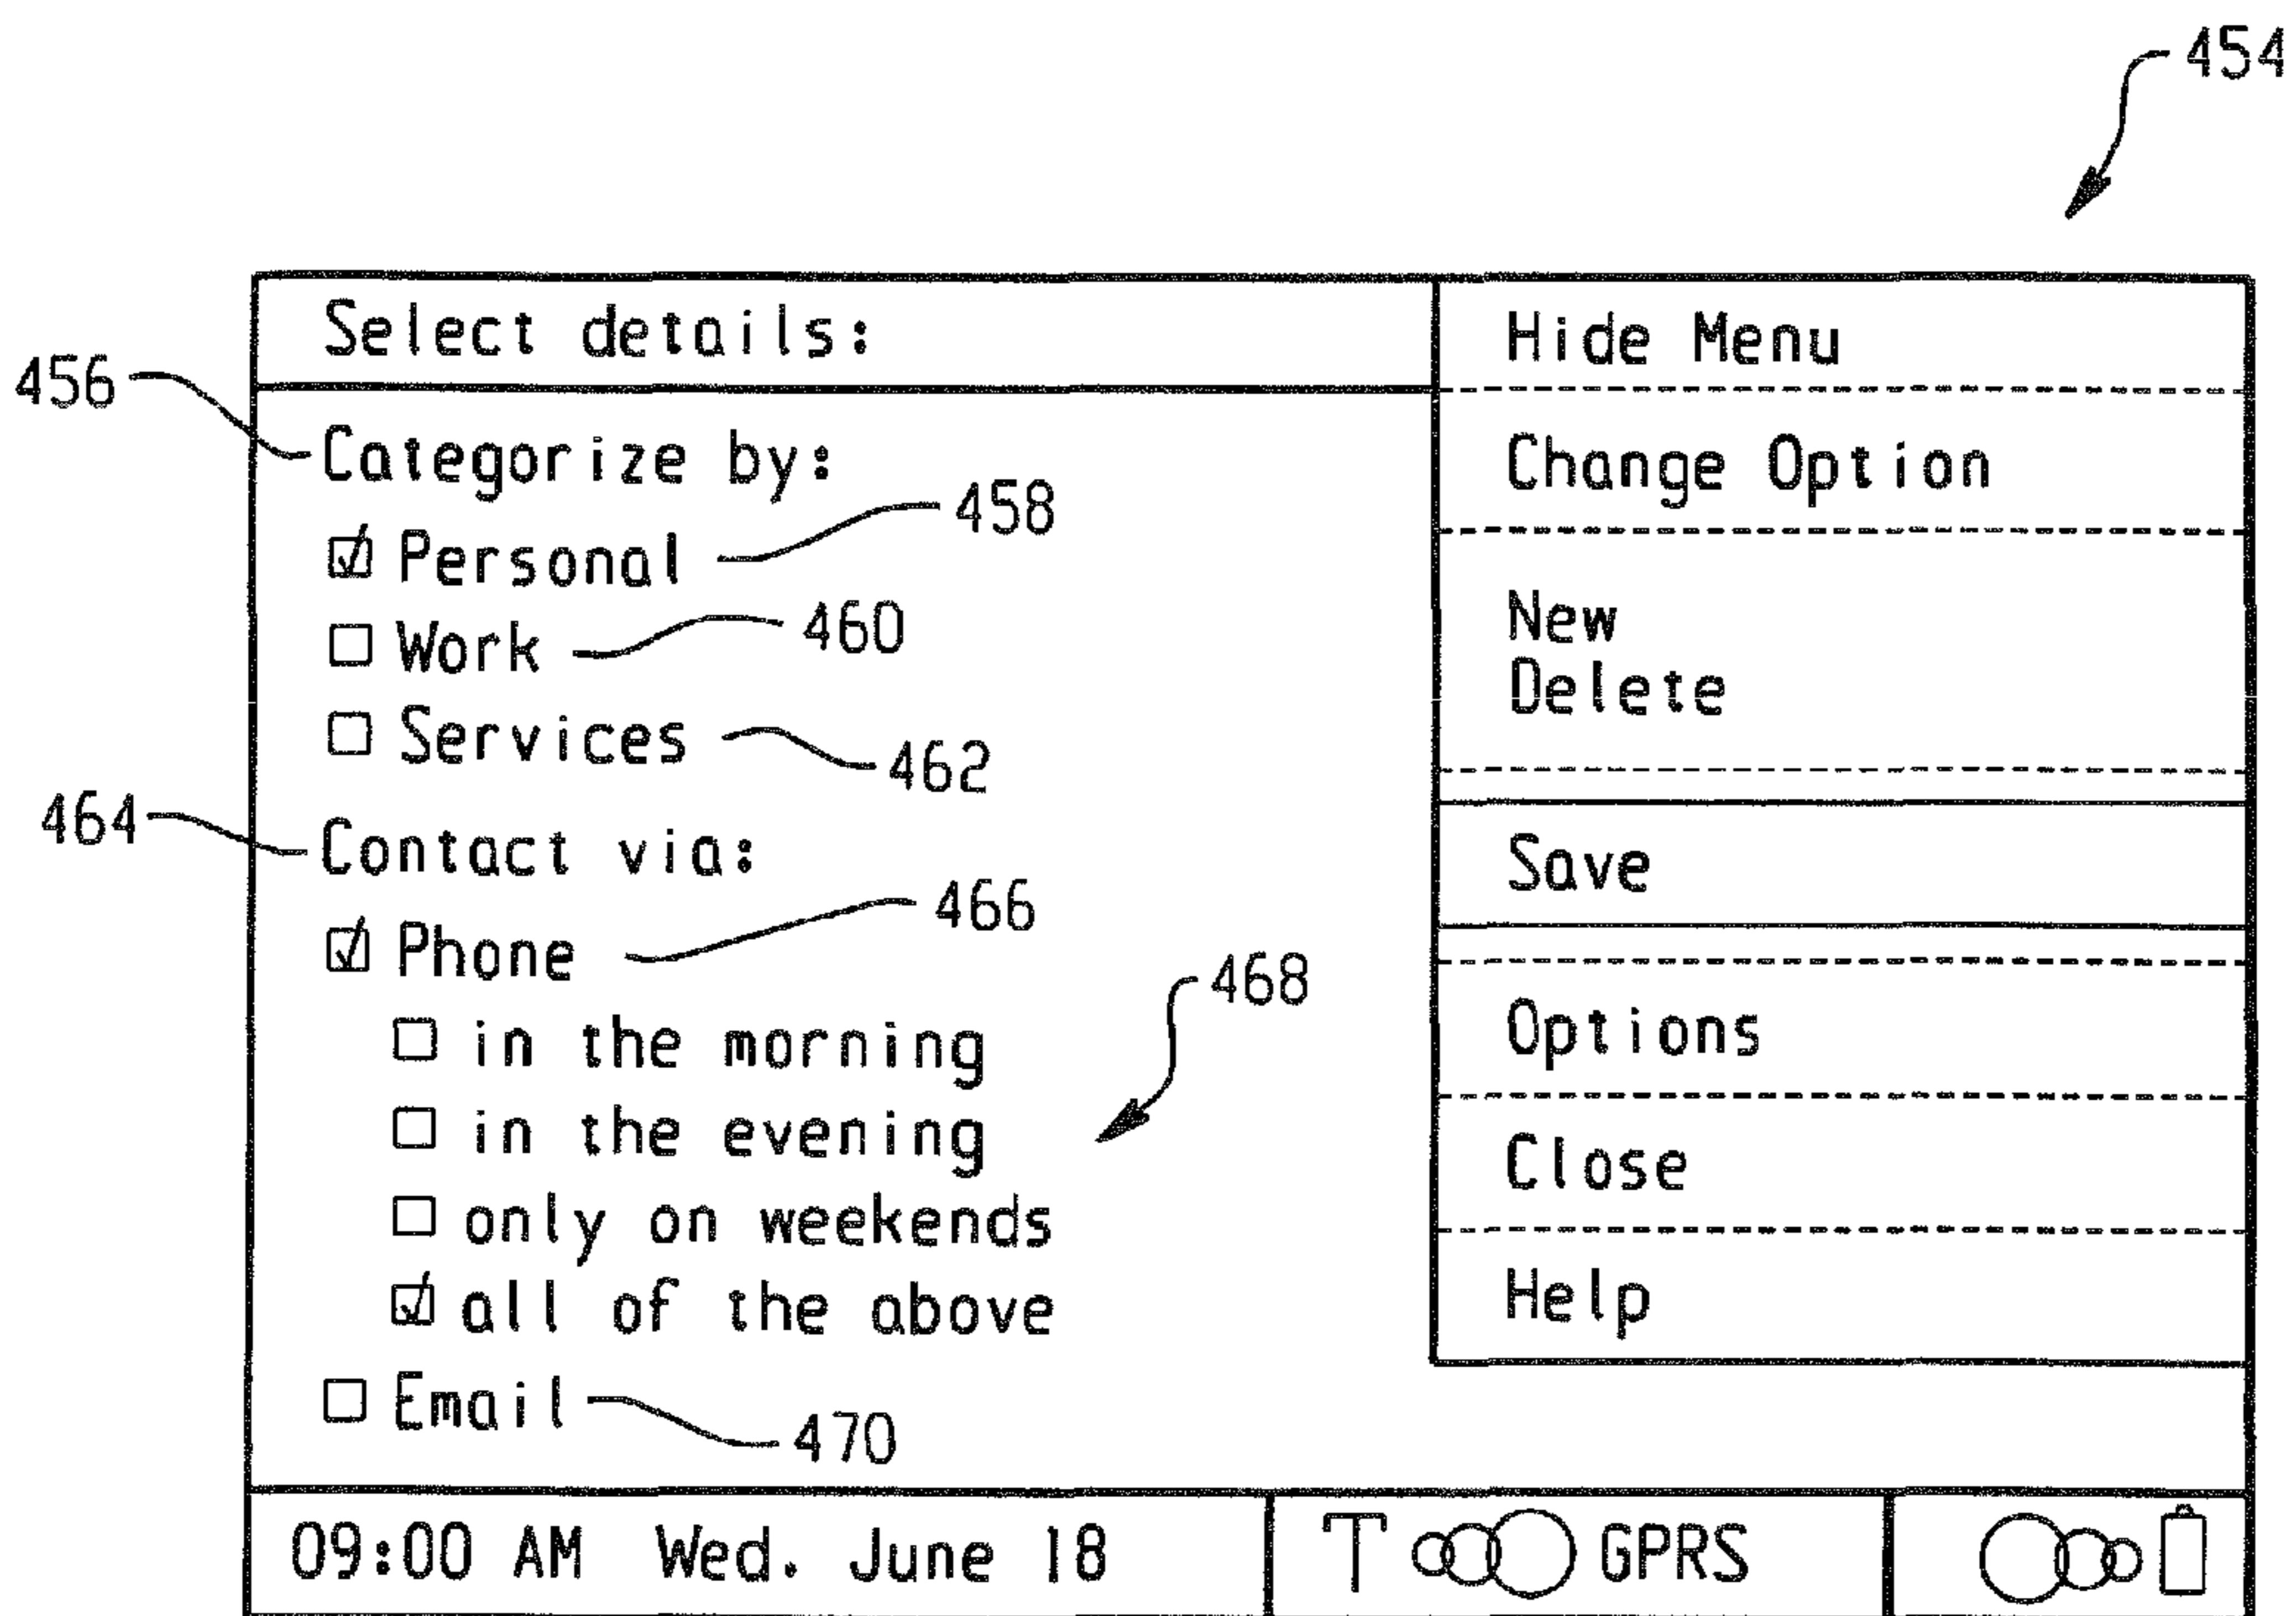 454
Select details:
456
Categorize by:
Personal
458
Work
460
Services
462
464
Contact via:
Phone
466
468
in the morning
in the evening
only on weekends
all of the above
Email
470
Hide Menu
Change Option
New
Delete
Save
Options
Close
Help
09:00 AM Wed. June 18
GPRS